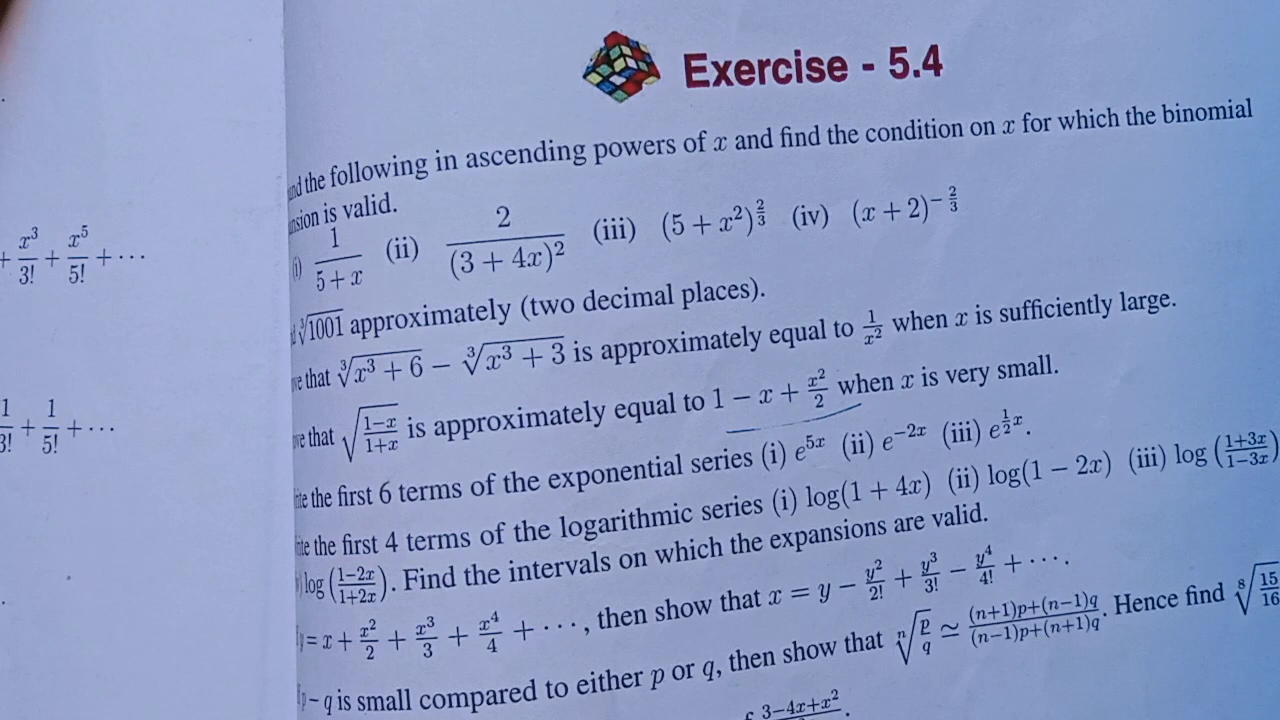 + x³/3! + x⁵/5! + ···
1/3! + 1/5! + ···
Exercise - 5.4
the following in ascending powers of x and find the condition on x for which the binomial
is valid.
(i) 1/(5 + x) (ii) 2/(3 + 4x)² (iii) (5 + x²)^(2/3) (iv) (x + 2)^(−2/3)
∛1001 approximately (two decimal places).
that ∛(x³ + 6) − ∛(x³ + 3) is approximately equal to 1/x² when x is sufficiently large.
that √((1−x)/(1+x)) is approximately equal to 1 − x + x²/2 when x is very small.
the first 6 terms of the exponential series (i) e^(5x) (ii) e^(−2x) (iii) e^(½x).
the first 4 terms of the logarithmic series (i) log(1 + 4x) (ii) log(1 − 2x) (iii) log ((1+3x)/(1−3x))
log ((1−2x)/(1+2x)). Find the intervals on which the expansions are valid.
y = x + x²/2 + x³/3 + x⁴/4 + ···, then show that x = y − y²/2! + y³/3! − y⁴/4! + ···.
p − q is small compared to either p or q, then show that ⁿ√(p/q) ≃ ((n+1)p+(n−1)q)/((n−1)p+(n+1)q). Hence find ⁸√(15/16)
3−4x+x²